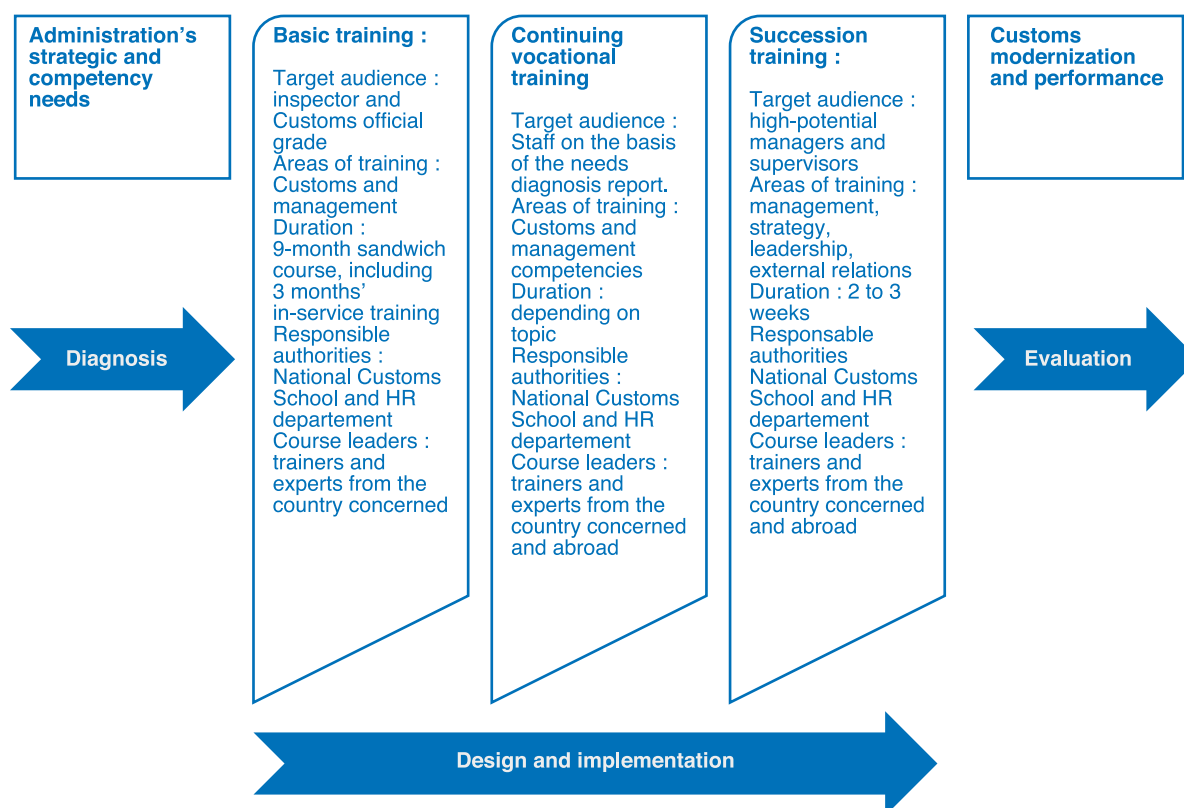 Administration's
strategic and
competency
needs
Diagnosis
Basic training :
Target audience :
inspector and
Customs official
grade
Areas of training :
Customs and
management
Duration :
9-month sandwich
course, including
3 months'
in-service training
Responsible
authorities :
National Customs
School and HR
departement
Course leaders :
trainers and
experts from the
country concerned
Continuing
vocational
training
Target audience :
Staff on the basis
of the needs
diagnosis report.
Areas of training :
Customs and
management
competencies
Duration :
depending on
topic
Responsible
authorities :
National Customs
School and HR
departement
Course leaders :
trainers and
experts from the
country concerned
and abroad
Succession
training :
Target audience :
high-potential
managers and
supervisors
Areas of training :
management,
strategy,
leadership,
external relations
Duration : 2 to 3
weeks
Responsable
authorities
National Customs
School and HR
departement
Course leaders :
trainers and
experts from the
country concerned
and abroad
Customs
modernization
and performance
Evaluation
Design and implementation